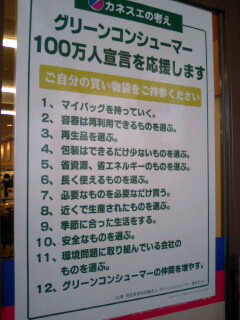 カネスエの考え
グリーンコンシューマー
100万人宣言を応援します
ご自分の買い物袋をご持参ください
1、マイバッグを持っていく。
2、容器は再利用できるものを選ぶ。
3、再生品を選ぶ。
4、包装はできるだけ少ないものを選ぶ。
5、省資源、省エネルギーのものを選ぶ。
6、長く使えるものを選ぶ。
7、必要なものを必要なだけ買う。
8、近くで生産されたものを選ぶ。
9、季節に合った生活をする。
10、安全なものを選ぶ。
11、環境問題に取り組んでいる会社の
ものを選ぶ。
12、グリーンコンシューマーの仲間を増やす。